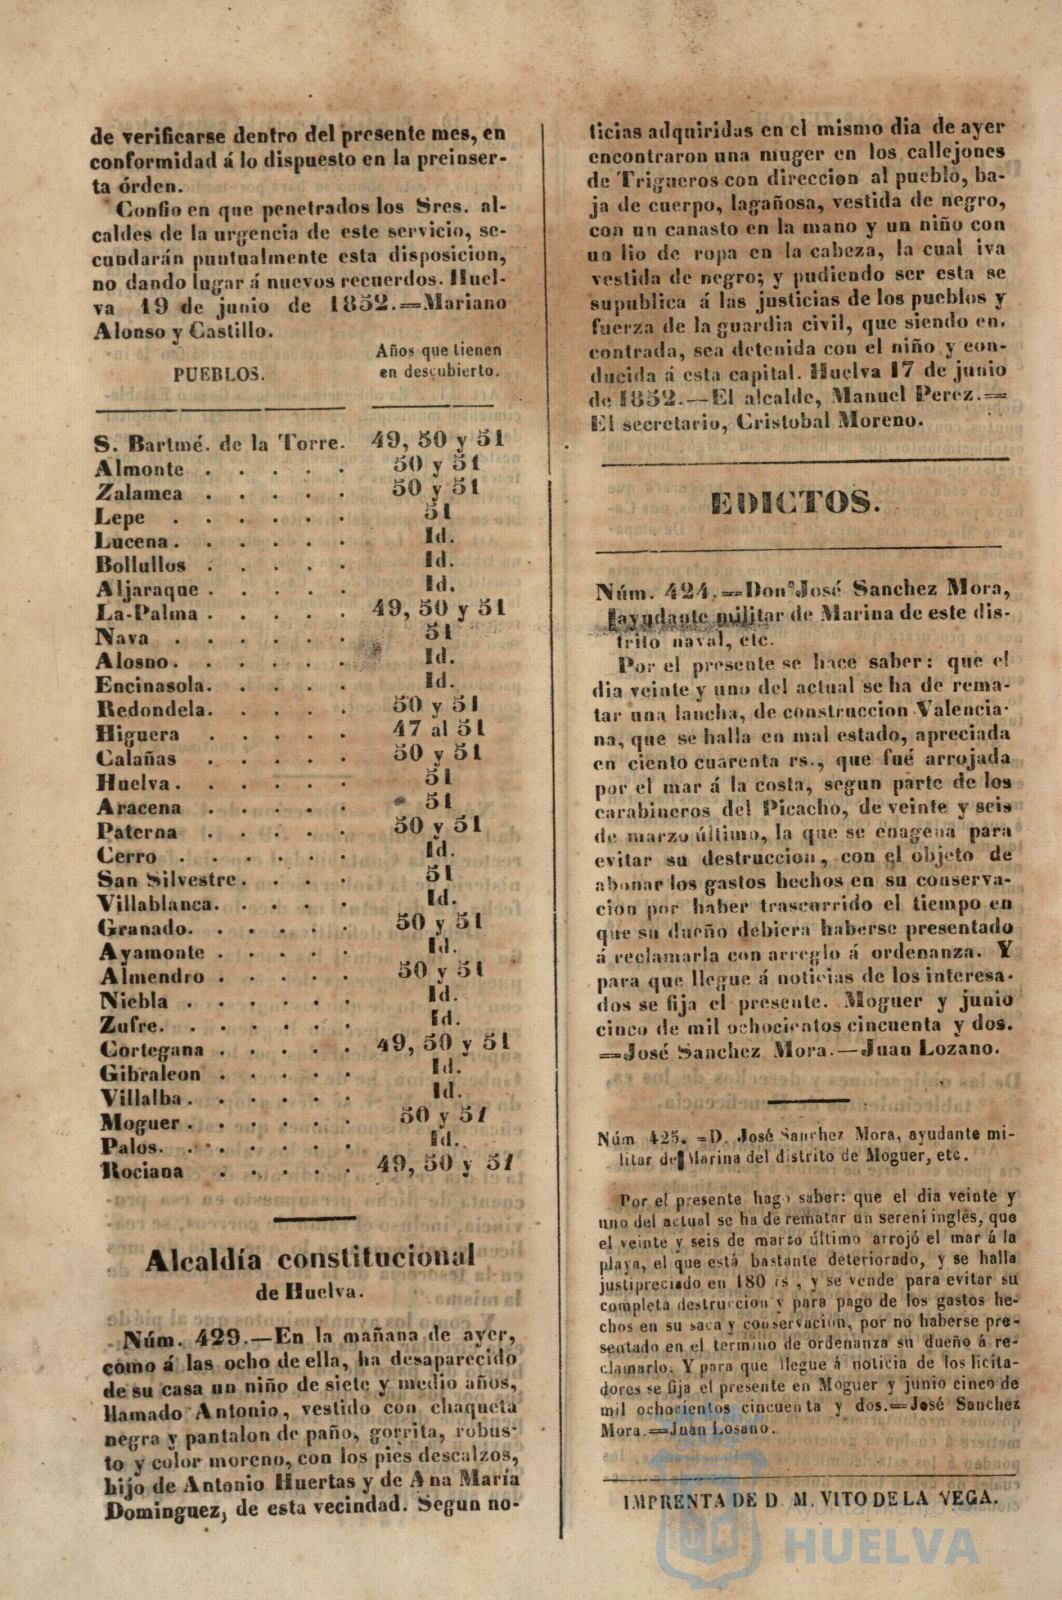 de verificarse dentro del presente mes, en
conformidad á lo dispuesto en la preinser-
ta órden.
Confio en que penetrados los Sres. al-
caldes de la urgencia de este servicio, se-
cundarán puntualmente esta disposicion,
no dando lugar á nuevos recuerdos. Huel-
va 19 de junio de 1852.=Mariano
Alonso y Castillo.
PUEBLOS. Años que tienen
en descubierto.
S. Bartmé. de la Torre. 49, 50 y 51
Almonte . . . . . 50 y 51
Zalamea . . . . . 50 y 51
Lepe . . . . . . 51
Lucena . . . . . . Id.
Bollullos . . . . . Id.
Aljaraque . . . . . Id.
La-Palma . . . . . 49, 50 y 51
Nava . . . . . . 51
Alosno . . . . . . Id.
Encinasola. . . . . Id.
Redondela. . . . . 50 y 51
Higuera . . . . . 47 al 51
Calañas . . . . . 50 y 51
Huelva . . . . . . 51
Aracena . . . . . 51
Paterna . . . . . 50 y 51
Cerro . . . . . . Id.
San Silvestre . . . . 51
Villablanca. . . . . Id.
Granado. . . . . . 50 y 51
Ayamonte . . . . . Id.
Almendro . . . . . 50 y 51
Niebla . . . . . . Id.
Zufre. . . . . . . Id.
Cortegana . . . . . 49, 50 y 51
Gibraleon . . . . . Id.
Villalba . . . . . . Id.
Moguer . . . . . . 50 y 51
Palos. . . . . . . Id.
Rociana . . . . . 49, 50 y 51
Alcaldía constitucional
de Huelva.
Núm. 429.—En la mañana de ayer,
como á las ocho de ella, ha desaparecido
de su casa un niño de siete y medio años,
llamado Antonio, vestido con chaqueta
negra y pantalon de paño, gorrita, robus-
to y color moreno, con los pies descalzos,
hijo de Antonio Huertas y de Ana María
Dominguez, de esta vecindad. Segun no-
ticias adquiridas en el mismo dia de ayer
encontraron una muger en los callejones
de Trigueros con direccion al pueblo, ba-
ja de cuerpo, lagañosa, vestida de negro,
con un canasto en la mano y un niño con
un lio de ropa en la cabeza, la cual iva
vestida de negro; y pudiendo ser esta se
supublica á las justicias de los pueblos y
fuerza de la guardia civil, que siendo en.
contrada, sea detenida con el niño y con-
ducida á esta capital. Huelva 17 de junio
de 1852.—El alcalde, Manuel Perez.=
El secretario, Cristobal Moreno.
EDICTOS.
Núm. 424.=Don José Sanchez Mora,
ayudante militar de Marina de este dis-
trito naval, etc.
Por el presente se hace saber: que el
dia veinte y uno del actual se ha de rema-
tar una lancha, de construccion Valencia-
na, que se halla en mal estado, apreciada
en ciento cuarenta rs., que fué arrojada
por el mar á la costa, segun parte de los
carabineros del Picacho, de veinte y seis
de marzo último, la que se enagena para
evitar su destruccion, con el objeto de
abonar los gastos hechos en su conserva-
cion por haber trascurrido el tiempo en
que su dueño debiera haberse presentado
á reclamarla con arreglo á ordenanza. Y
para que llegue á noticias de los interesa-
dos se fija el presente. Moguer y junio
cinco de mil ochocientos cincuenta y dos.
=José Sanchez Mora.—Juan Lozano.
Núm 425. =D. José Sanchez Mora, ayudante mi-
litar de Marina del distrito de Moguer, etc.
Por el presente hago saber: que el dia veinte y
uno del actual se ha de rematar un sereni inglés, que
el veinte y seis de marzo último arrojó el mar á la
playa, el que está bastante deteriorado, y se halla
justipreciado en 180 rs, y se vende para evitar su
completa destruccion y para pago de los gastos he-
chos en su saca y conservacion, por no haberse pre-
sentado en el termino de ordenanza su dueño á re-
clamarlo. Y para que llegue á noticia de los licita-
dores se fija el presente en Moguer y junio cinco de
mil ochocientos cincuenta y dos.=José Sanchez
Mora.=Juan Losano.
IMPRENTA DE D. M. VITO DE LA VEGA.
Ayuntamiento de
HUELVA